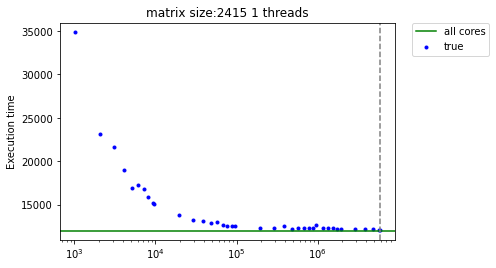 matrix size:2415 1 threads
all cores
true
Execution time
35000
30000
25000
20000
15000
10³ 10⁴ 10⁵ 10⁶